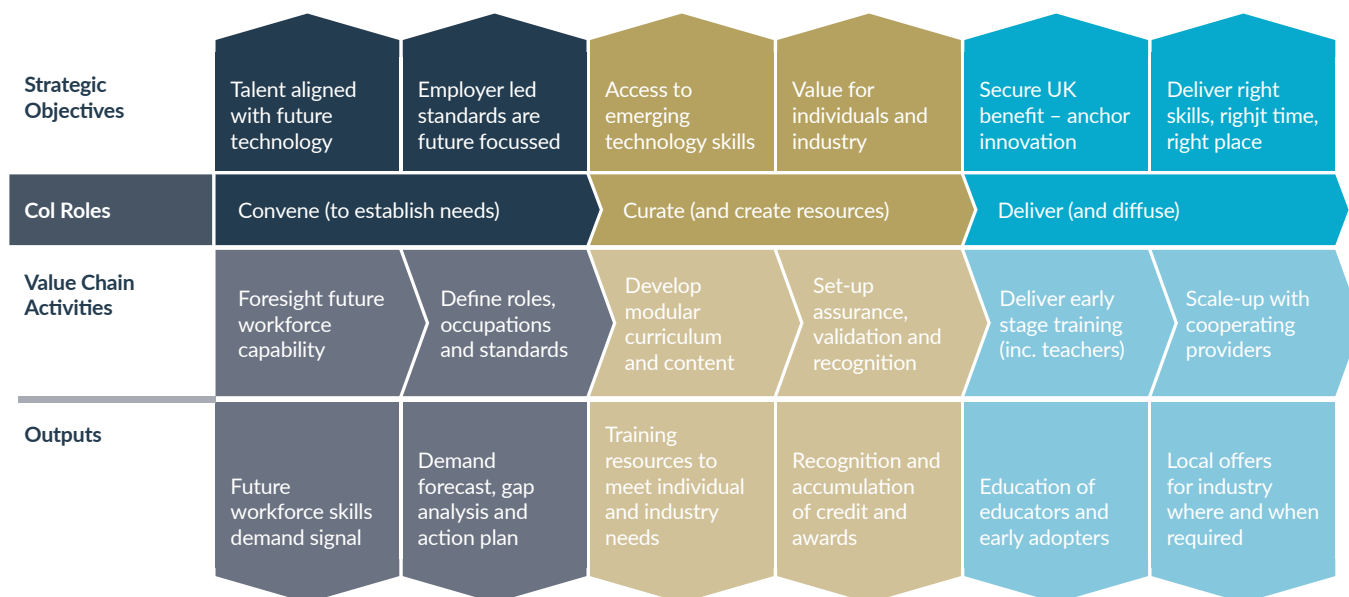 Strategic
Objectives
Talent aligned
with future
technology
Employer led
standards are
future focussed
Access to
emerging
technology skills
Value for
individuals and
industry
Secure UK
benefit – anchor
innovation
Deliver right
skills, righjt time,
right place
Col Roles
Convene (to establish needs)
Curate (and create resources)
Deliver (and diffuse)
Value Chain
Activities
Foresight future
workforce
capability
Define roles,
occupations
and standards
Develop
modular
curriculum
and content
Set-up
assurance,
validation and
recognition
Deliver early
stage training
(inc. teachers)
Scale-up with
cooperating
providers
Outputs
Future
workforce skills
demand signal
Demand
forecast, gap
analysis and
action plan
Training
resources to
meet individual
and industry
needs
Recognition and
accumulation
of credit and
awards
Education of
educators and
early adopters
Local offers
for industry
where and when
required